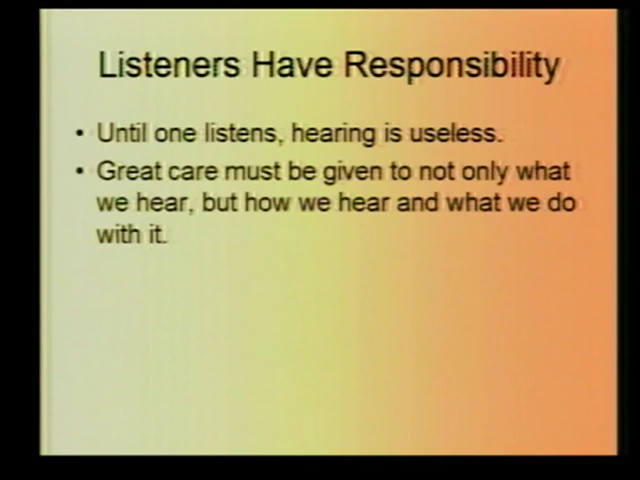 Listeners Have Responsibility
• Until one listens, hearing is useless.
• Great care must be given to not only what
we hear, but how we hear and what we do
with it.